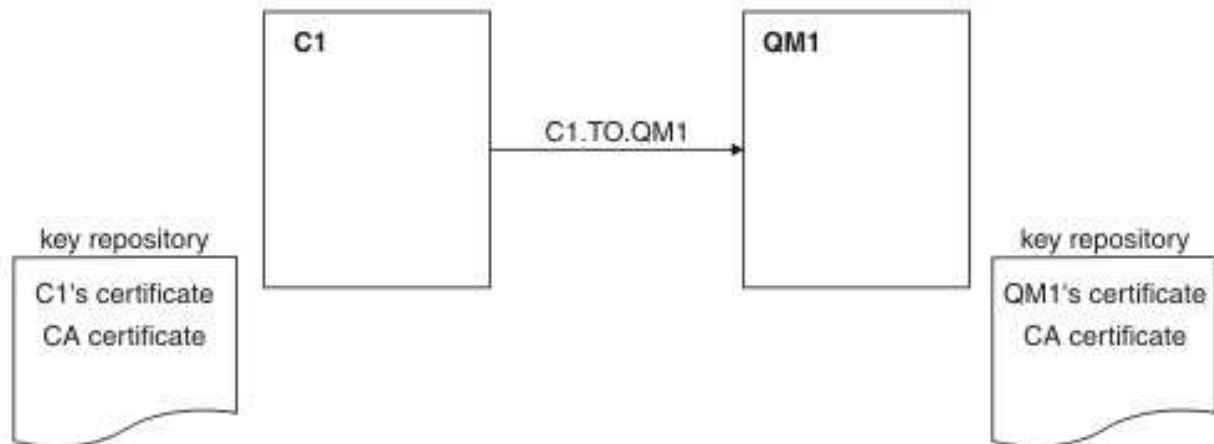 C1
QM1
C1.TO.QM1
key repository
C1's certificate
CA certificate
key repository
QM1's certificate
CA certificate